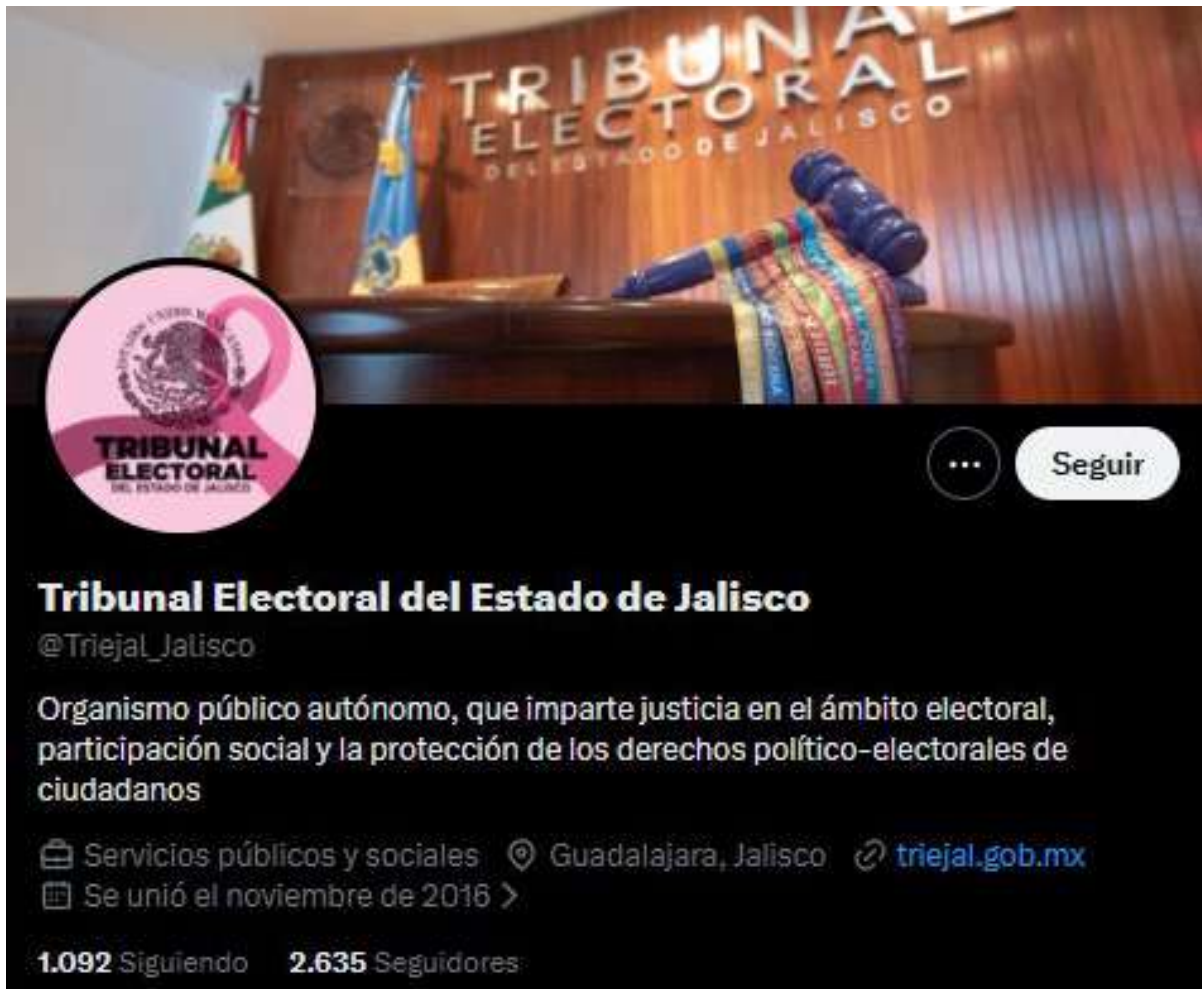 TRIBUNAL
ELECTORAL
DEL ESTADO DE JALISCO
TRIBUNAL
ELECTORAL
DEL ESTADO DE JALISCO
Seguir
Tribunal Electoral del Estado de Jalisco
@Triejal_Jalisco
Organismo público autónomo, que imparte justicia en el ámbito electoral,
participación social y la protección de los derechos político-electorales de
ciudadanos
Servicios públicos y sociales Guadalajara, Jalisco triejal.gob.mx
Se unió el noviembre de 2016
1.092 Siguiendo 2.635 Seguidores